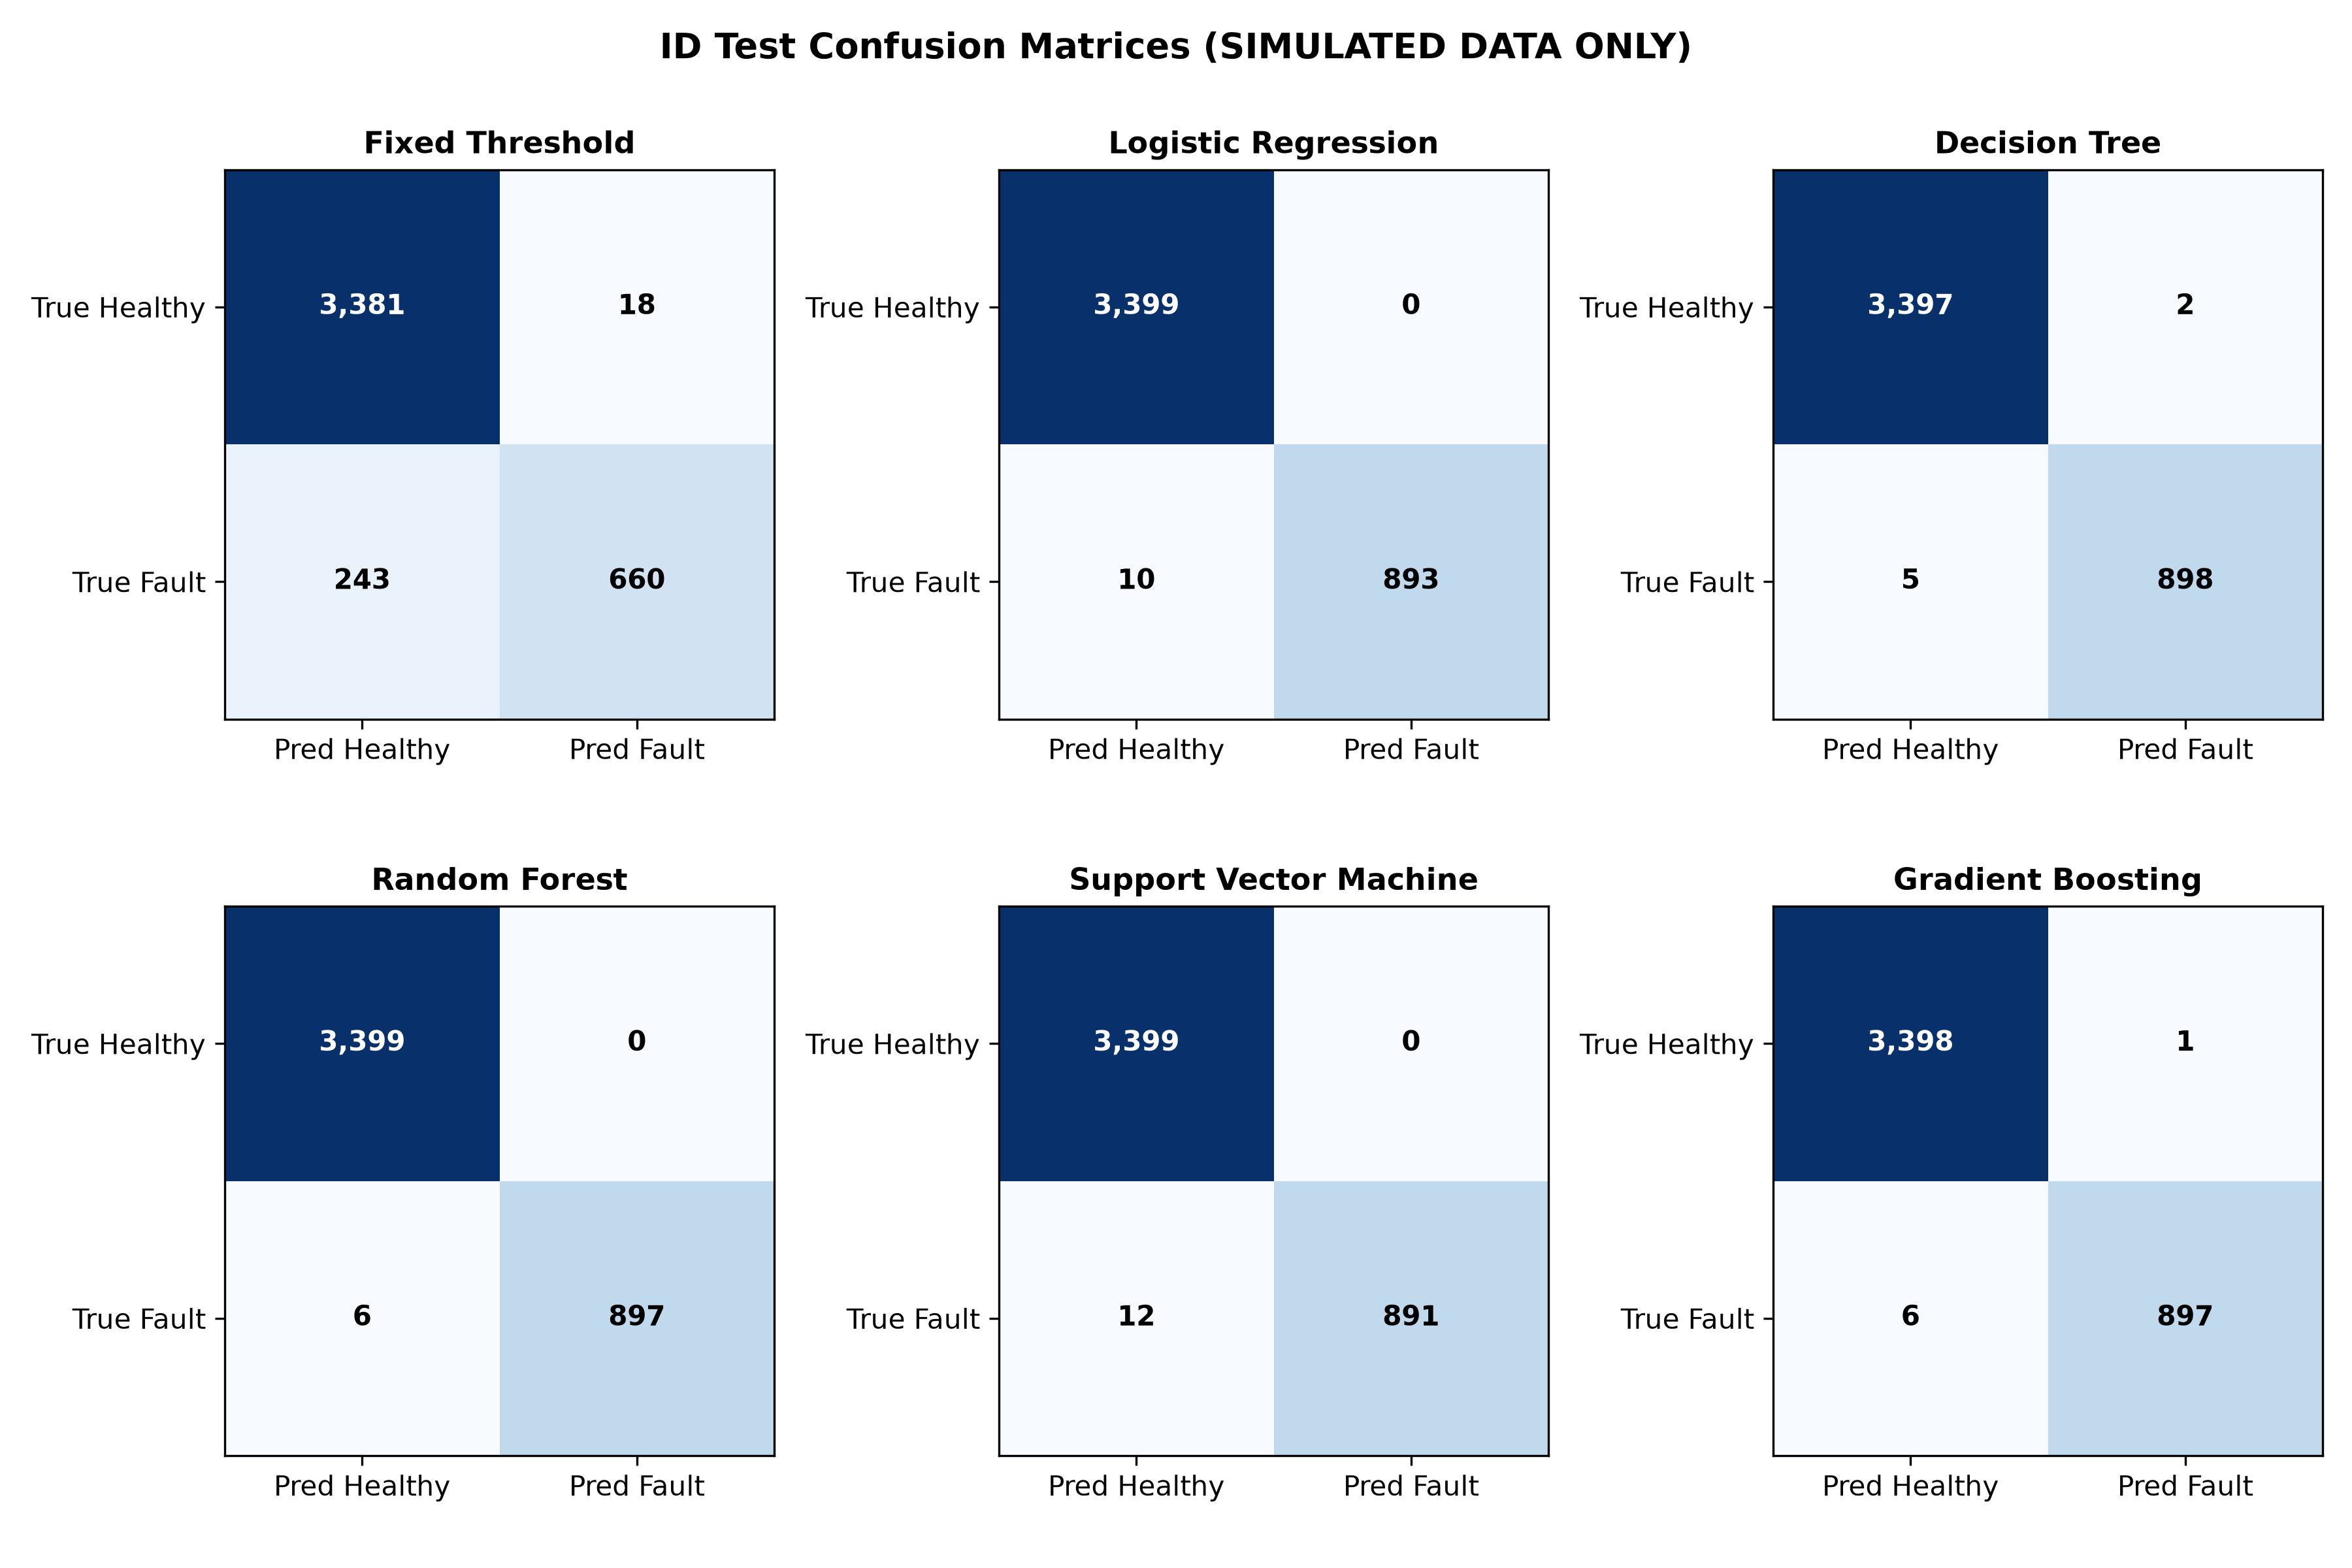 ID Test Confusion Matrices (SIMULATED DATA ONLY)
Fixed Threshold
True Healthy
3,381
18
True Fault
243
660
Pred Healthy
Pred Fault
Logistic Regression
True Healthy
3,399
0
True Fault
10
893
Pred Healthy
Pred Fault
Decision Tree
True Healthy
3,397
2
True Fault
5
898
Pred Healthy
Pred Fault
Random Forest
True Healthy
3,399
0
True Fault
6
897
Pred Healthy
Pred Fault
Support Vector Machine
True Healthy
3,399
0
True Fault
12
891
Pred Healthy
Pred Fault
Gradient Boosting
True Healthy
3,398
1
True Fault
6
897
Pred Healthy
Pred Fault